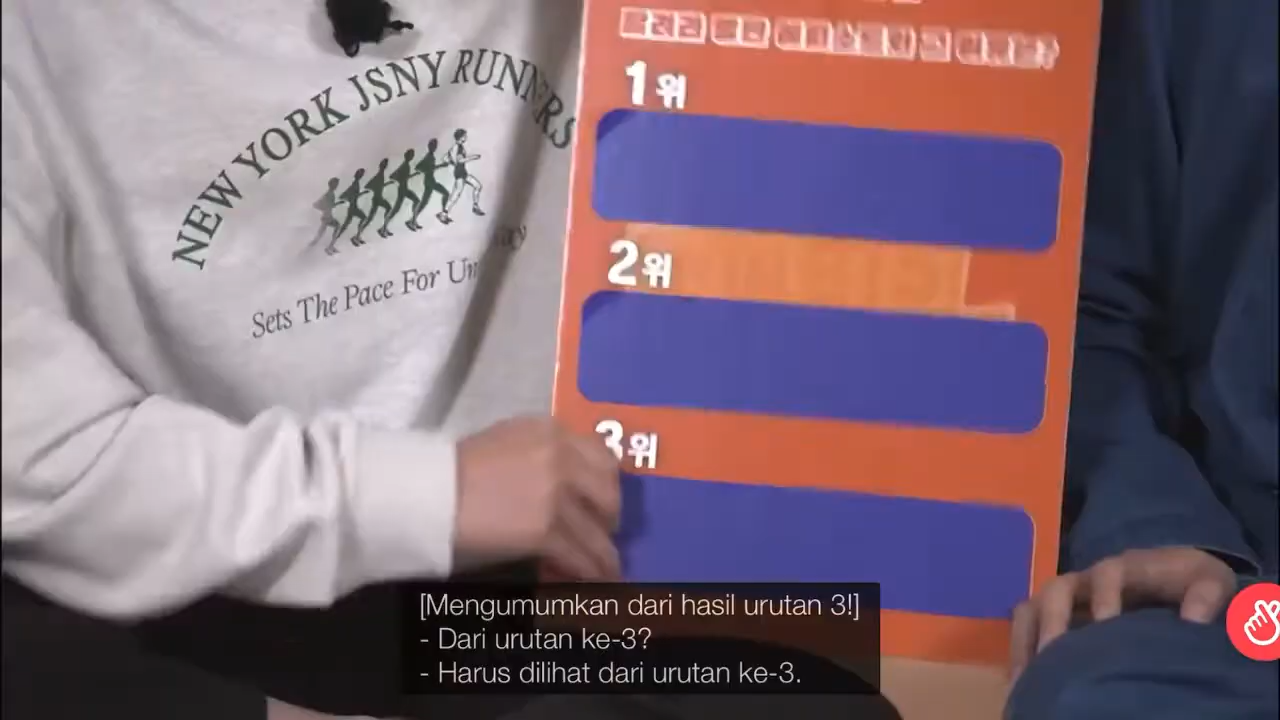 NEW YORK JSNY RUNNERS
Sets The Pace For
1위
2위
3위
[Mengumumkan dari hasil urutan 3!]
- Dari urutan ke-3?
- Harus dilihat dari urutan ke-3.